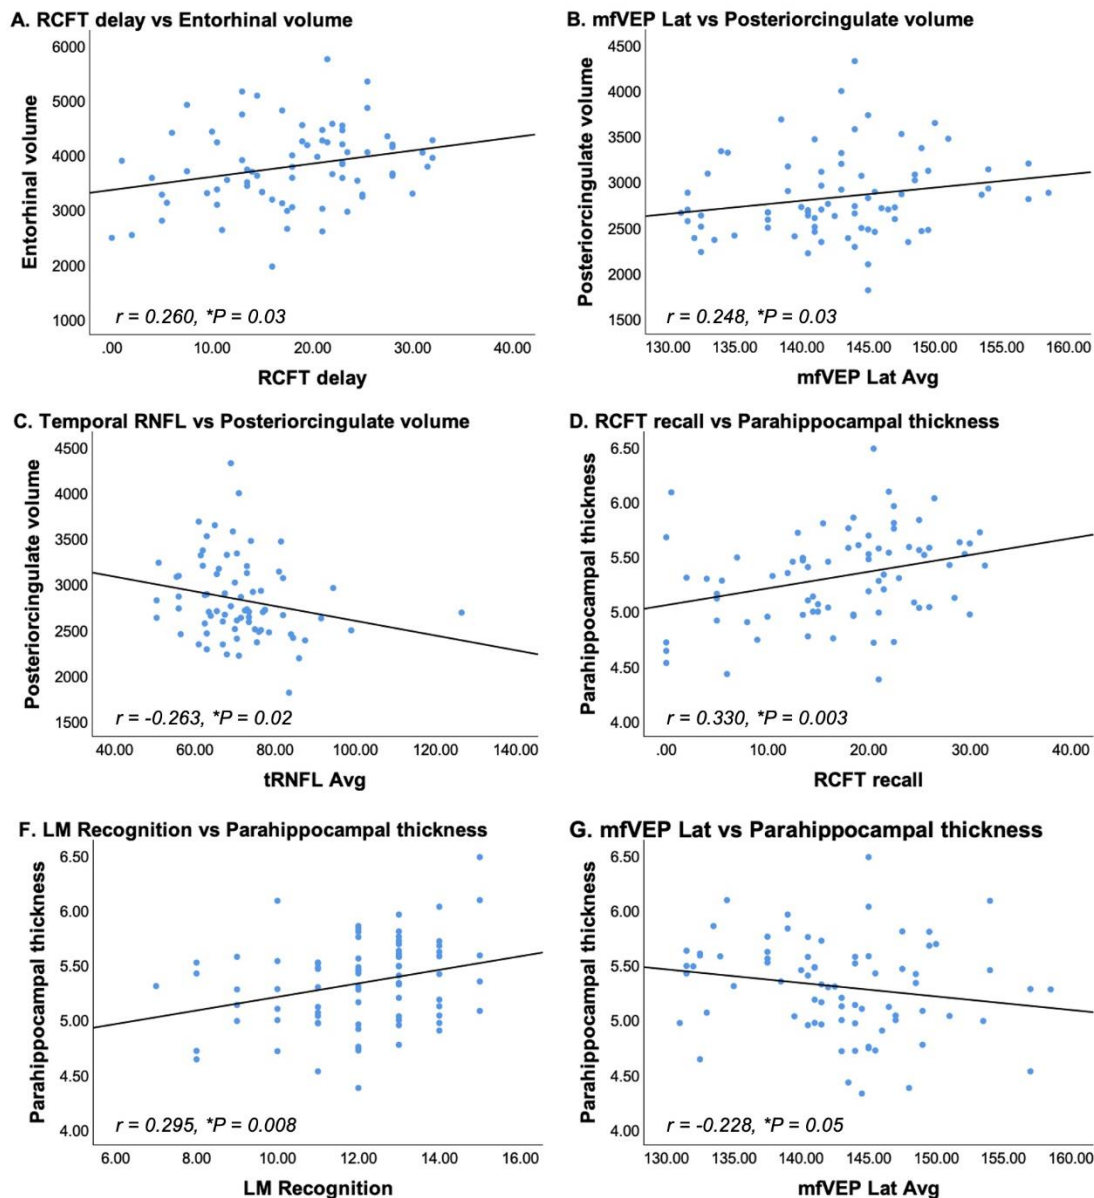 A. RCFT delay vs Entorhinal volume
6000
5000
4000
3000
2000
1000
Entorhinal volume
r = 0.260, *P = 0.03
.00 10.00 20.00 30.00 40.00
RCFT delay
B. mfVEP Lat vs Posteriorcingulate volume
4500
4000
3500
3000
2500
2000
1500
Posteriorcingulate volume
r = 0.248, *P = 0.03
130.00 135.00 140.00 145.00 150.00 155.00 160.00
mfVEP Lat Avg
C. Temporal RNFL vs Posteriorcingulate volume
4500
4000
3500
3000
2500
2000
1500
Posteriorcingulate volume
r = -0.263, *P = 0.02
40.00 60.00 80.00 100.00 120.00 140.00
tRNFL Avg
D. RCFT recall vs Parahippocampal thickness
6.50
6.00
5.50
5.00
4.50
4.00
Parahippocampal thickness
r = 0.330, *P = 0.003
.00 10.00 20.00 30.00 40.00
RCFT recall
F. LM Recognition vs Parahippocampal thickness
6.50
6.00
5.50
5.00
4.50
4.00
Parahippocampal thickness
r = 0.295, *P = 0.008
6.00 8.00 10.00 12.00 14.00 16.00
LM Recognition
G. mfVEP Lat vs Parahippocampal thickness
6.50
6.00
5.50
5.00
4.50
4.00
Parahippocampal thickness
r = -0.228, *P = 0.05
130.00 135.00 140.00 145.00 150.00 155.00 160.00
mfVEP Lat Avg